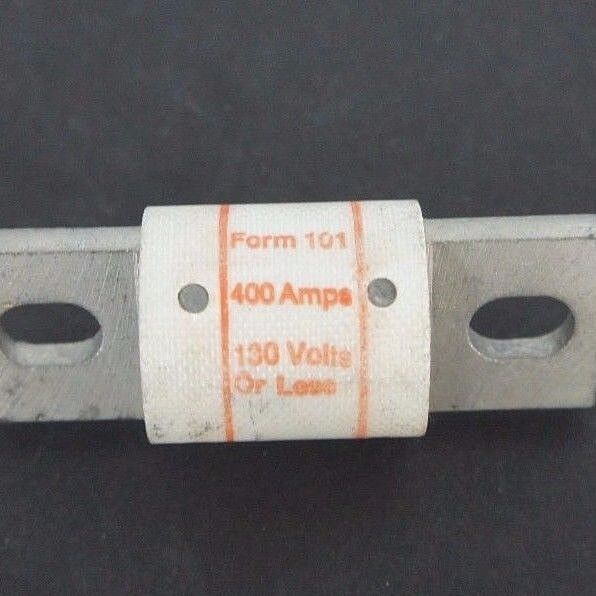 Form 101
400 Amps
130 Volts
Or Less